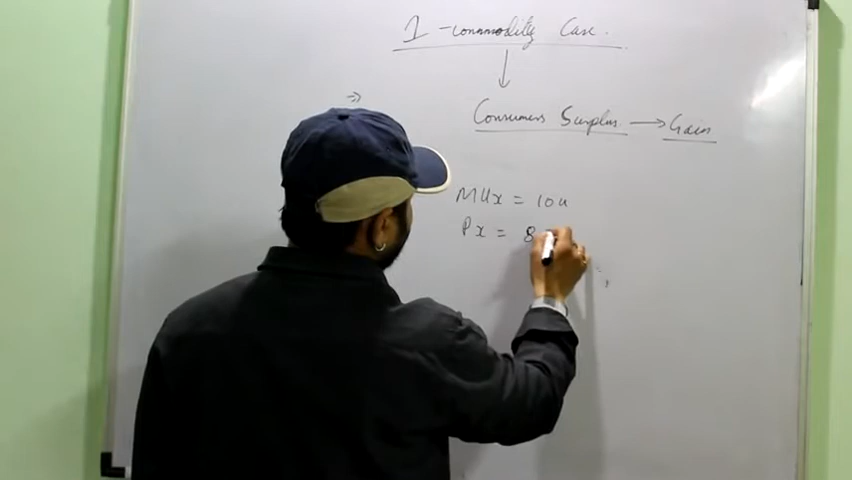 1 - commodity Case.
⇒
Consumers Surplus. → Gain
MUx = 10u
Px = 8